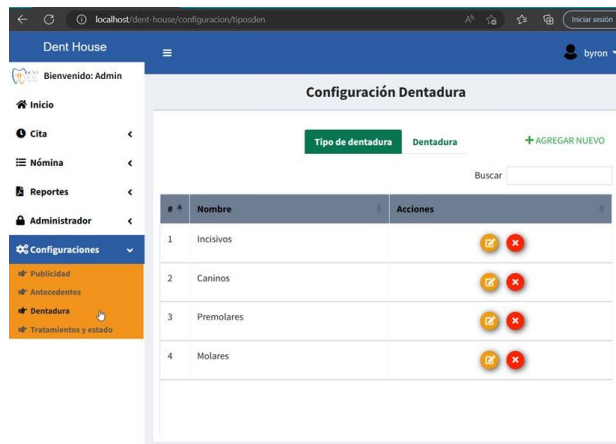 localhost/dent-house/configuracion/tiposden
Iniciar sesión
Dent House
byron
Bienvenido: Admin
Configuración Dentadura
Inicio
Cita
Tipo de dentadura
Dentadura
+ AGREGAR NUEVO
Nómina
Buscar
Reportes
Administrador
# Nombre Acciones
Configuraciones
1 Incisivos
Publicidad
Antecedentes
2 Caninos
Dentadura
3 Premolares
Tratamientos y estado
4 Molares